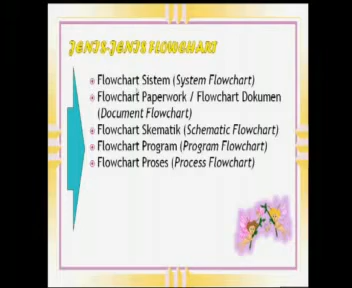 JENIS-JENIS FLOWCHART
Flowchart Sistem (System Flowchart)
Flowchart Paperwork / Flowchart Dokumen
(Document Flowchart)
Flowchart Skematik (Schematic Flowchart)
Flowchart Program (Program Flowchart)
Flowchart Proses (Process Flowchart)